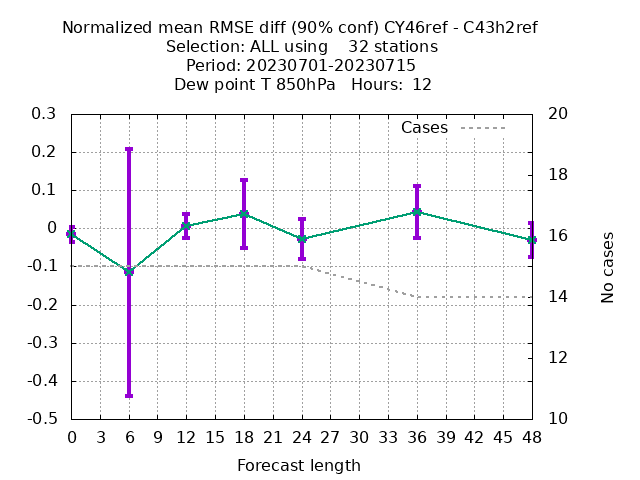 Normalized mean RMSE diff (90% conf) CY46ref - C43h2ref
Selection: ALL using    32 stations
Period: 20230701-20230715
Dew point T 850hPa   Hours:  12
Cases
0.3
0.2
0.1
0
-0.1
-0.2
-0.3
-0.4
-0.5
20
18
16
14
12
10
No cases
0 3 6 9 12 15 18 21 24 27 30 33 36 39 42 45 48
Forecast length